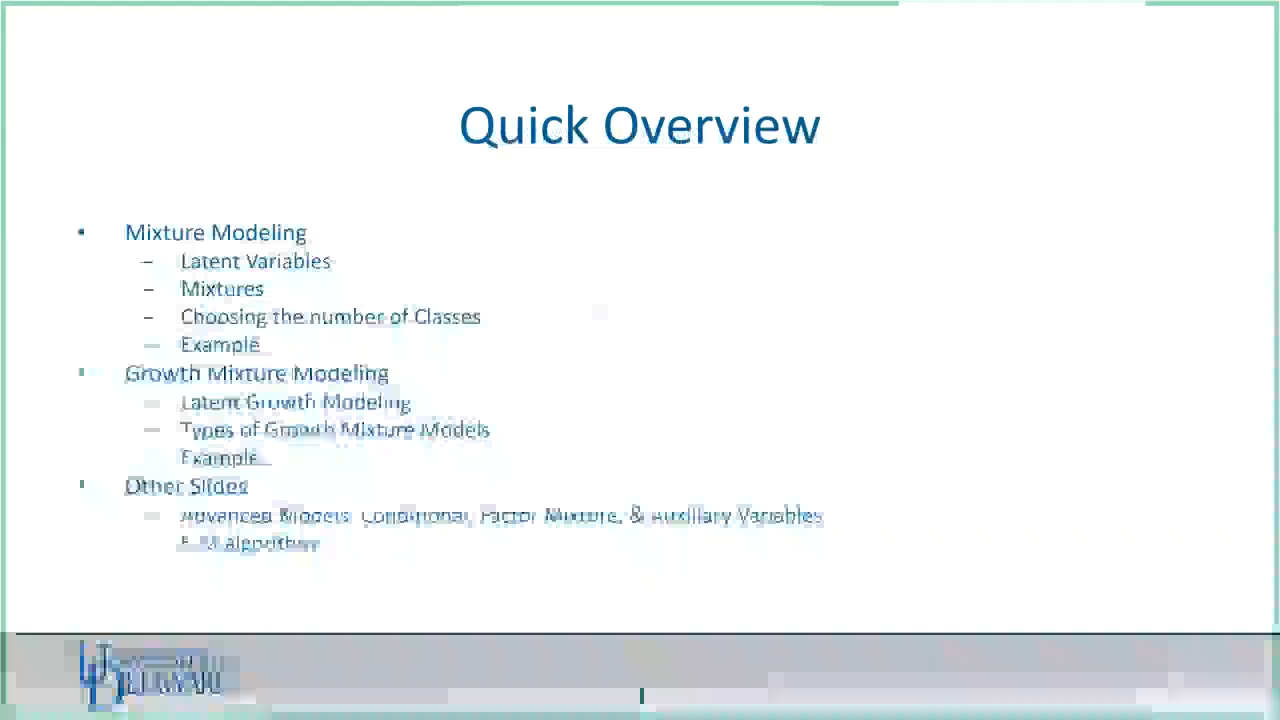 Quick Overview
• Mixture Modeling
– Latent Variables
– Mixtures
– Choosing the number of Classes
– Example
• Growth Mixture Modeling
– Latent Growth Modeling
– Types of Growth Mixture Models
Example
• Other Slides
– Advanced Models: Conditional, Factor Mixture, & Auxiliary Variables
algorithm